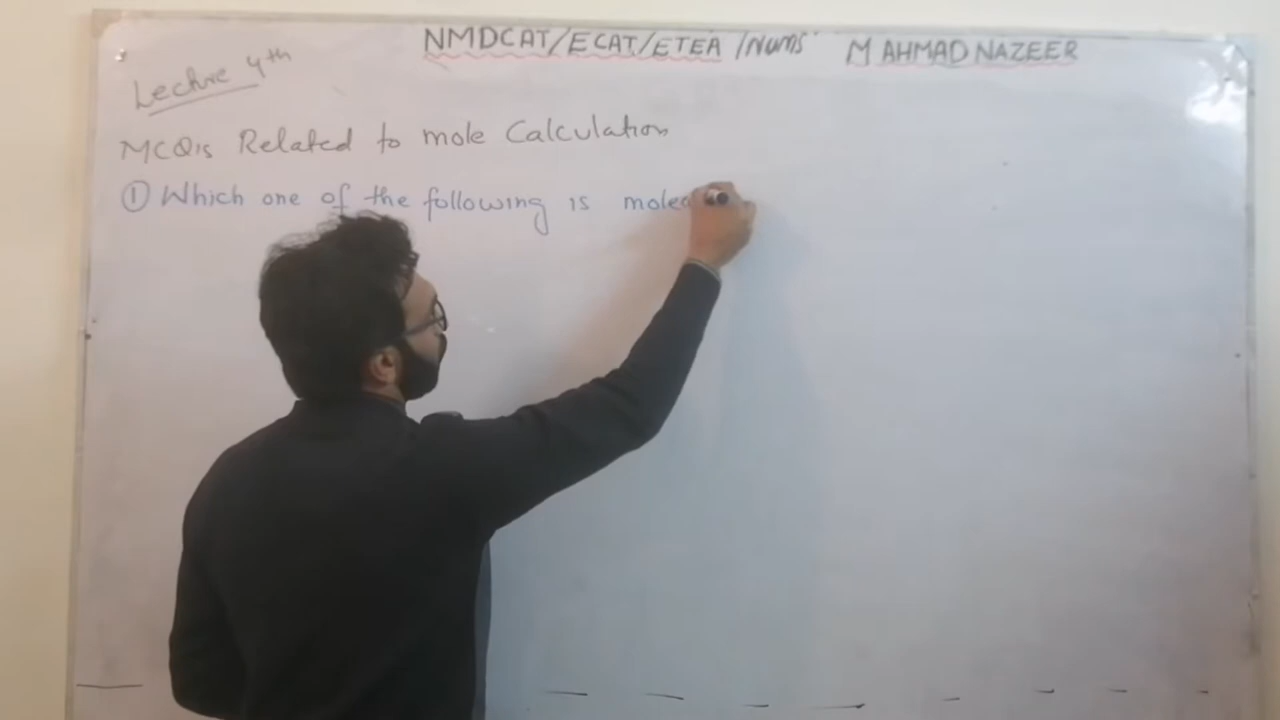 NMDCAT/ECAT/ETEA/NUMS M AHMAD NAZEER
Lecture 4th
MCQ,s Related to mole Calculation
① Which one of the following is molec